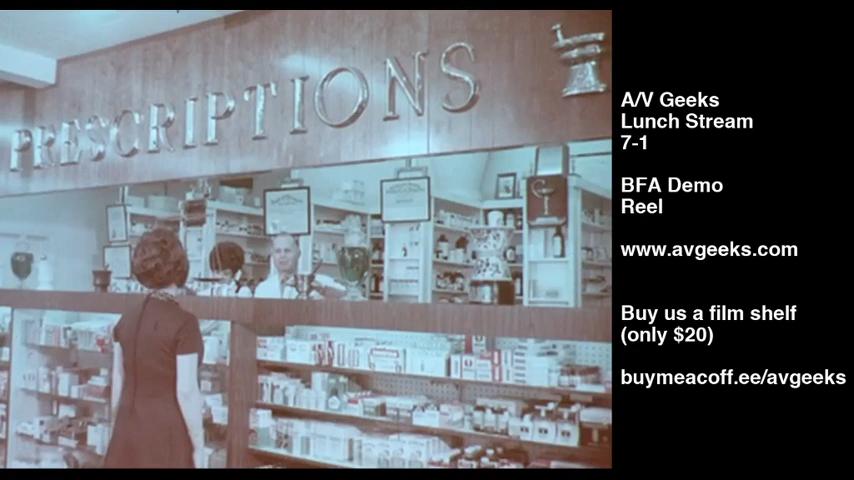 PRESCRIPTIONS
A/V Geeks
Lunch Stream
7-1
BFA Demo
Reel
www.avgeeks.com
Buy us a film shelf
(only $20)
buymeacoff.ee/avgeeks